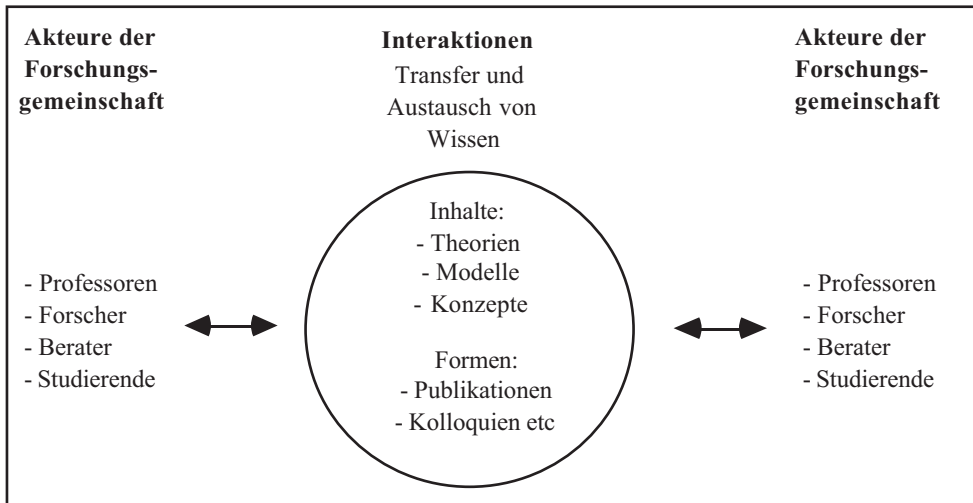 Akteure der
Forschungs-
gemeinschaft
- Professoren
- Forscher
- Berater
- Studierende
Interaktionen
Transfer und
Austausch von
Wissen
Inhalte:
- Theorien
- Modelle
- Konzepte
Formen:
- Publikationen
- Kolloquien etc
Akteure der
Forschungs-
gemeinschaft
- Professoren
- Forscher
- Berater
- Studierende